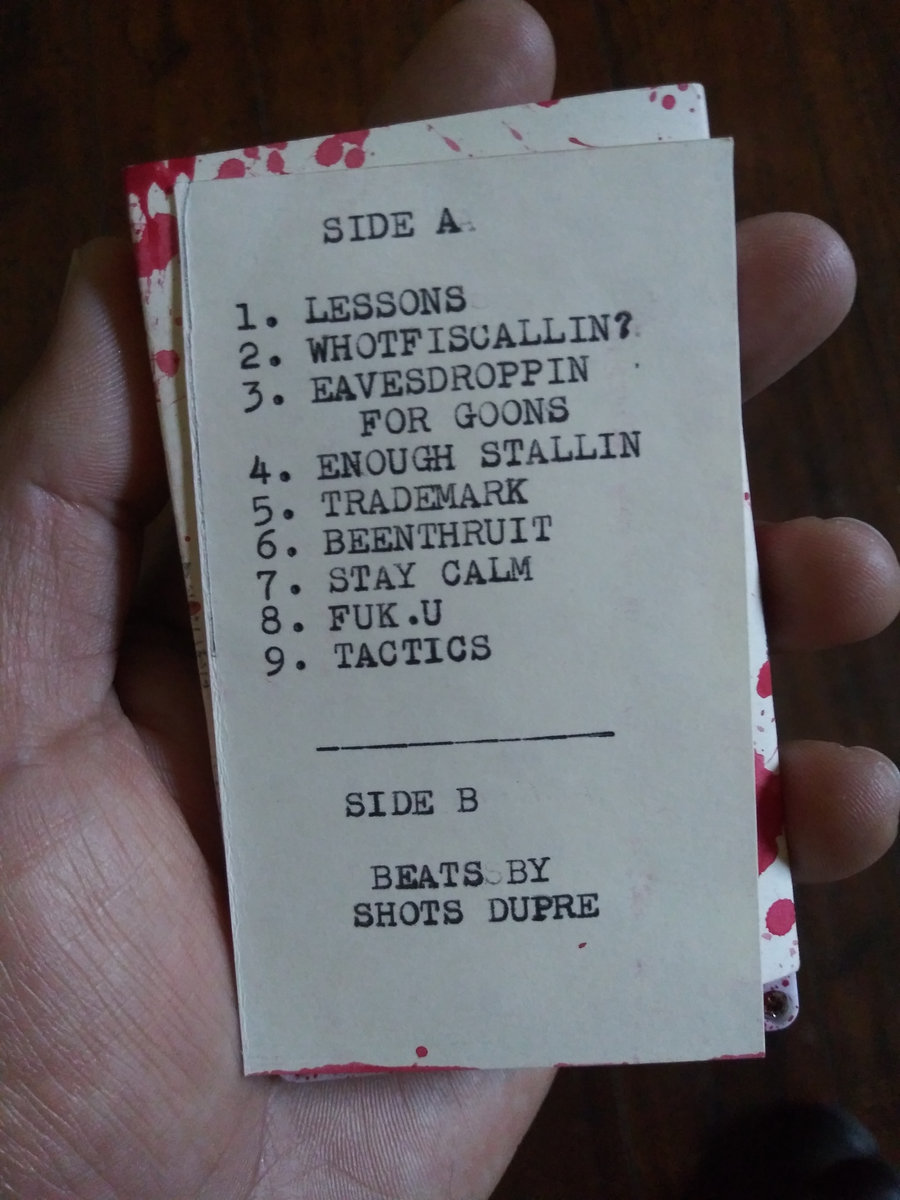 SIDE A
1. LESSONS
2. WHOTFISCALLIN?
3. EAVESDROPPIN
FOR GOONS
4. ENOUGH STALLIN
5. TRADEMARK
6. BEENTHRUIT
7. STAY CALM
8. FUK.U
9. TACTICS
SIDE B
BEATS BY
SHOTS DUPRE